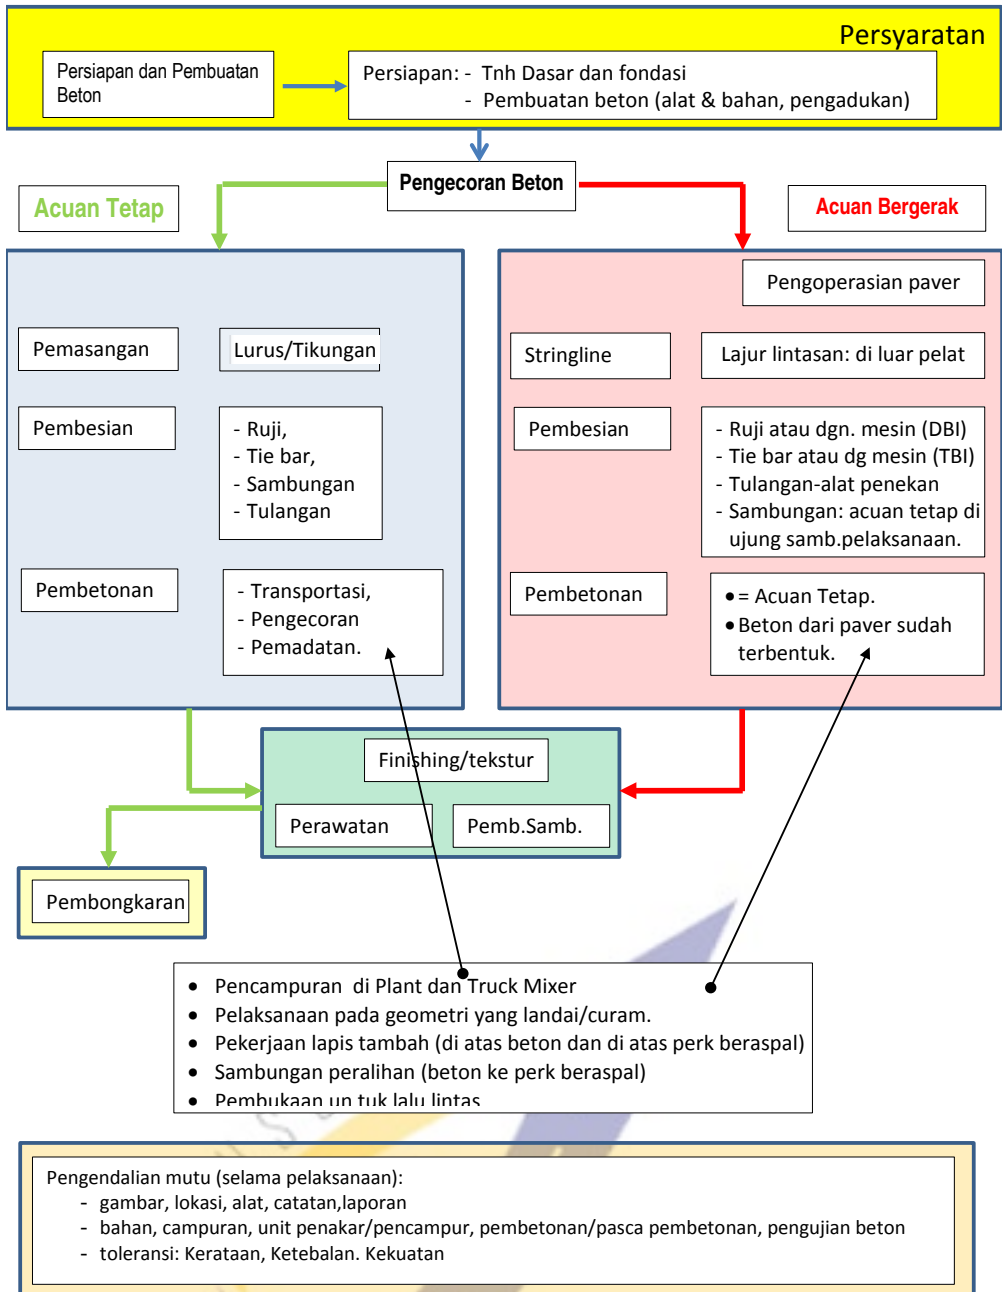 Persyaratan
Persiapan dan Pembuatan
Beton
Persiapan: - Tnh Dasar dan fondasi
- Pembuatan beton (alat & bahan, pengadukan)
Pengecoran Beton
Acuan Tetap
Acuan Bergerak
Pemasangan
Lurus/Tikungan
Pembesian
- Ruji,
- Tie bar,
- Sambungan
- Tulangan
Pembetonan
- Transportasi,
- Pengecoran
- Pemadatan.
Pengoperasian paver
Stringline
Lajur lintasan: di luar pelat
Pembesian
- Ruji atau dgn. mesin (DBI)
- Tie bar atau dg mesin (TBI)
- Tulangan-alat penekan
- Sambungan: acuan tetap di
ujung samb.pelaksanaan.
Pembetonan
• = Acuan Tetap.
• Beton dari paver sudah
terbentuk.
Finishing/tekstur
Perawatan
Pemb.Samb.
Pembongkaran
• Pencampuran di Plant dan Truck Mixer
• Pelaksanaan pada geometri yang landai/curam.
• Pekerjaan lapis tambah (di atas beton dan di atas perk beraspal)
• Sambungan peralihan (beton ke perk beraspal)
• Pembukaan un tuk lalu lintas
Pengendalian mutu (selama pelaksanaan):
- gambar, lokasi, alat, catatan,laporan
- bahan, campuran, unit penakar/pencampur, pembetonan/pasca pembetonan, pengujian beton
- toleransi: Kerataan, Ketebalan. Kekuatan